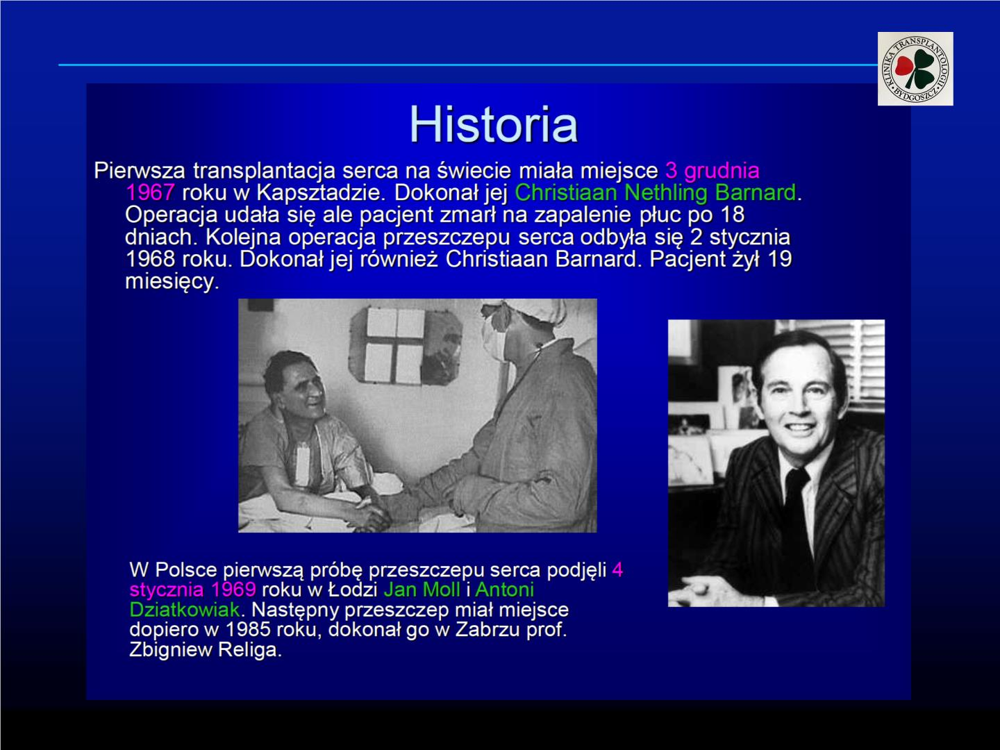 KLINIKA TRANSPLANTOLOGII
BYDGOSZCZ
Historia
Pierwsza transplantacja serca na świecie miała miejsce 3 grudnia
1967 roku w Kapsztadzie. Dokonał jej Christiaan Nethling Barnard.
Operacja udała się ale pacjent zmarł na zapalenie płuc po 18
dniach. Kolejna operacja przeszczepu serca odbyła się 2 stycznia
1968 roku. Dokonał jej również Christiaan Barnard. Pacjent żył 19
miesięcy.
W Polsce pierwszą próbę przeszczepu serca podjęli 4
stycznia 1969 roku w Łodzi Jan Moll i Antoni
Dziatkowiak. Następny przeszczep miał miejsce
dopiero w 1985 roku, dokonał go w Zabrzu prof.
Zbigniew Religa.